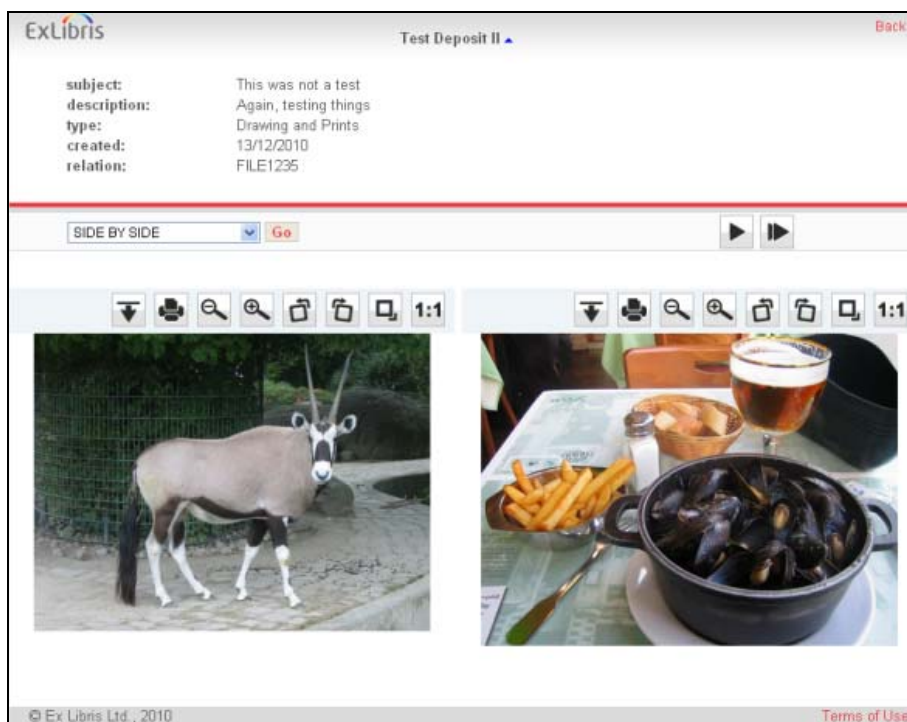 ExLibris
Test Deposit II
Back
subject: This was not a test
description: Again, testing things
type: Drawing and Prints
created: 13/12/2010
relation: FILE1235
SIDE BY SIDE Go
1:1 1:1
© Ex Libris Ltd., 2010 Terms of Use